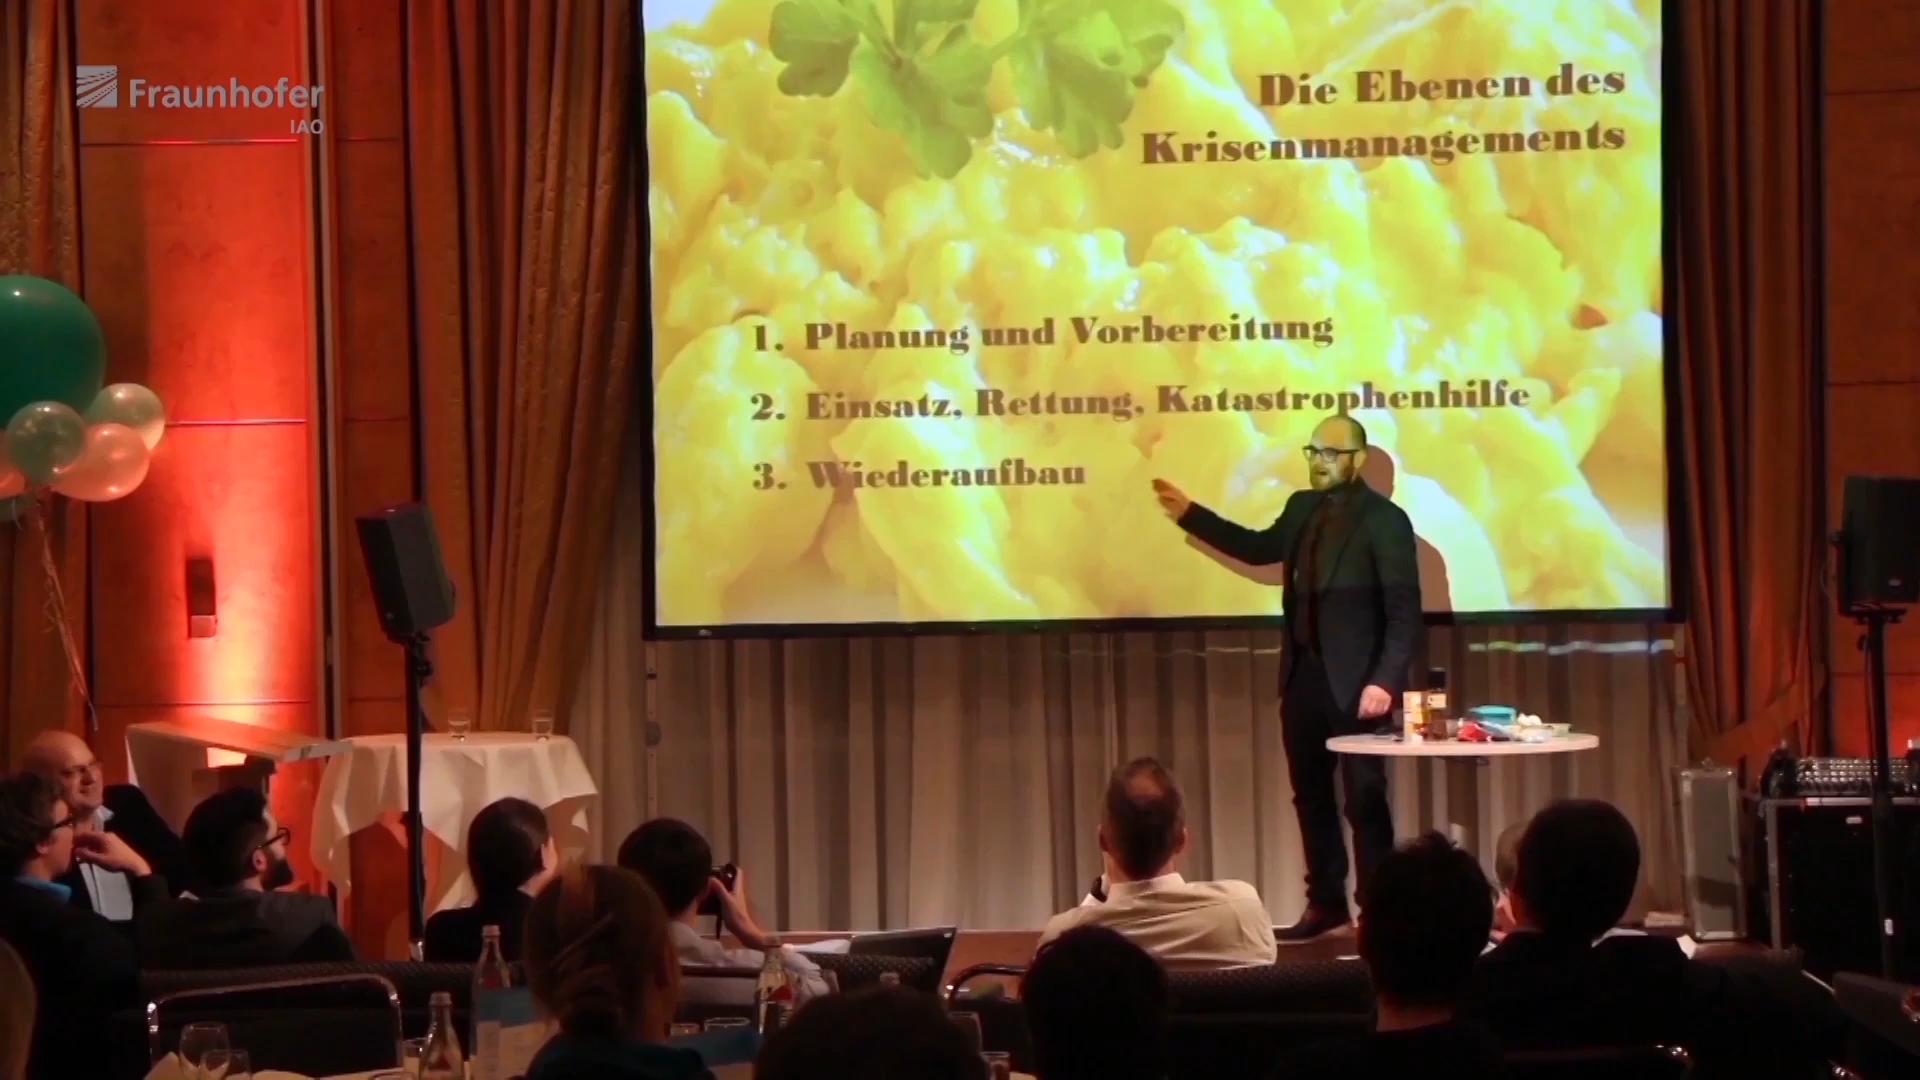 Fraunhofer
IAO
Die Ebenen des
Krisenmanagements
1. Planung und Vorbereitung
2. Einsatz, Rettung, Katastrophenhilfe
3. Wiederaufbau